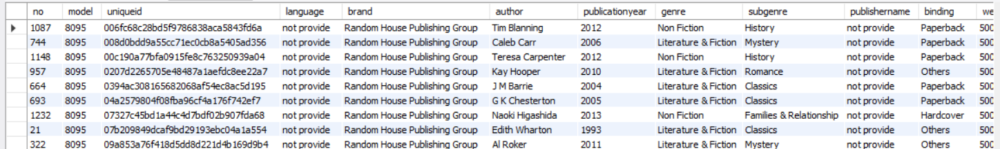 no model uniqueid language brand author publicationyear genre subgenre publishername binding we
1087 8095 006fc68c28bd5f9786838aca5843fd6a not provide Random House Publishing Group Tim Blanning 2012 Non Fiction History not provide Paperback 500
744 8095 008d0bdd9a55cc71ec0cb8a5405ad356 not provide Random House Publishing Group Caleb Carr 2006 Literature & Fiction Mystery not provide Paperback 500
1148 8095 00c190a77bfa0915fe8c763250939a04 not provide Random House Publishing Group Teresa Carpenter 2012 Non Fiction History not provide Paperback 500
957 8095 0207d2265705e48487a1aefdc8ee22a7 not provide Random House Publishing Group Kay Hooper 2010 Literature & Fiction Romance not provide Others 500
664 8095 0394ac308165682068af54ec8ac5d195 not provide Random House Publishing Group J M Barrie 2004 Literature & Fiction Classics not provide Paperback 500
693 8095 04a2579804f08fba96cf4a176f742ef7 not provide Random House Publishing Group G K Chesterton 2005 Literature & Fiction Classics not provide Paperback 500
1232 8095 07327c45bd1a44c4d7bdf02b907fda68 not provide Random House Publishing Group Naoki Higashida 2013 Non Fiction Families & Relationship not provide Hardcover 500
21 8095 07b209849dcaf9bd29193ebc04a1a554 not provide Random House Publishing Group Edith Wharton 1993 Literature & Fiction Classics not provide Others 500
322 8095 09a853a76f418d5dd8d221d4b169d9b4 not provide Random House Publishing Group Al Roker 2011 Literature & Fiction Mystery not provide Others 500